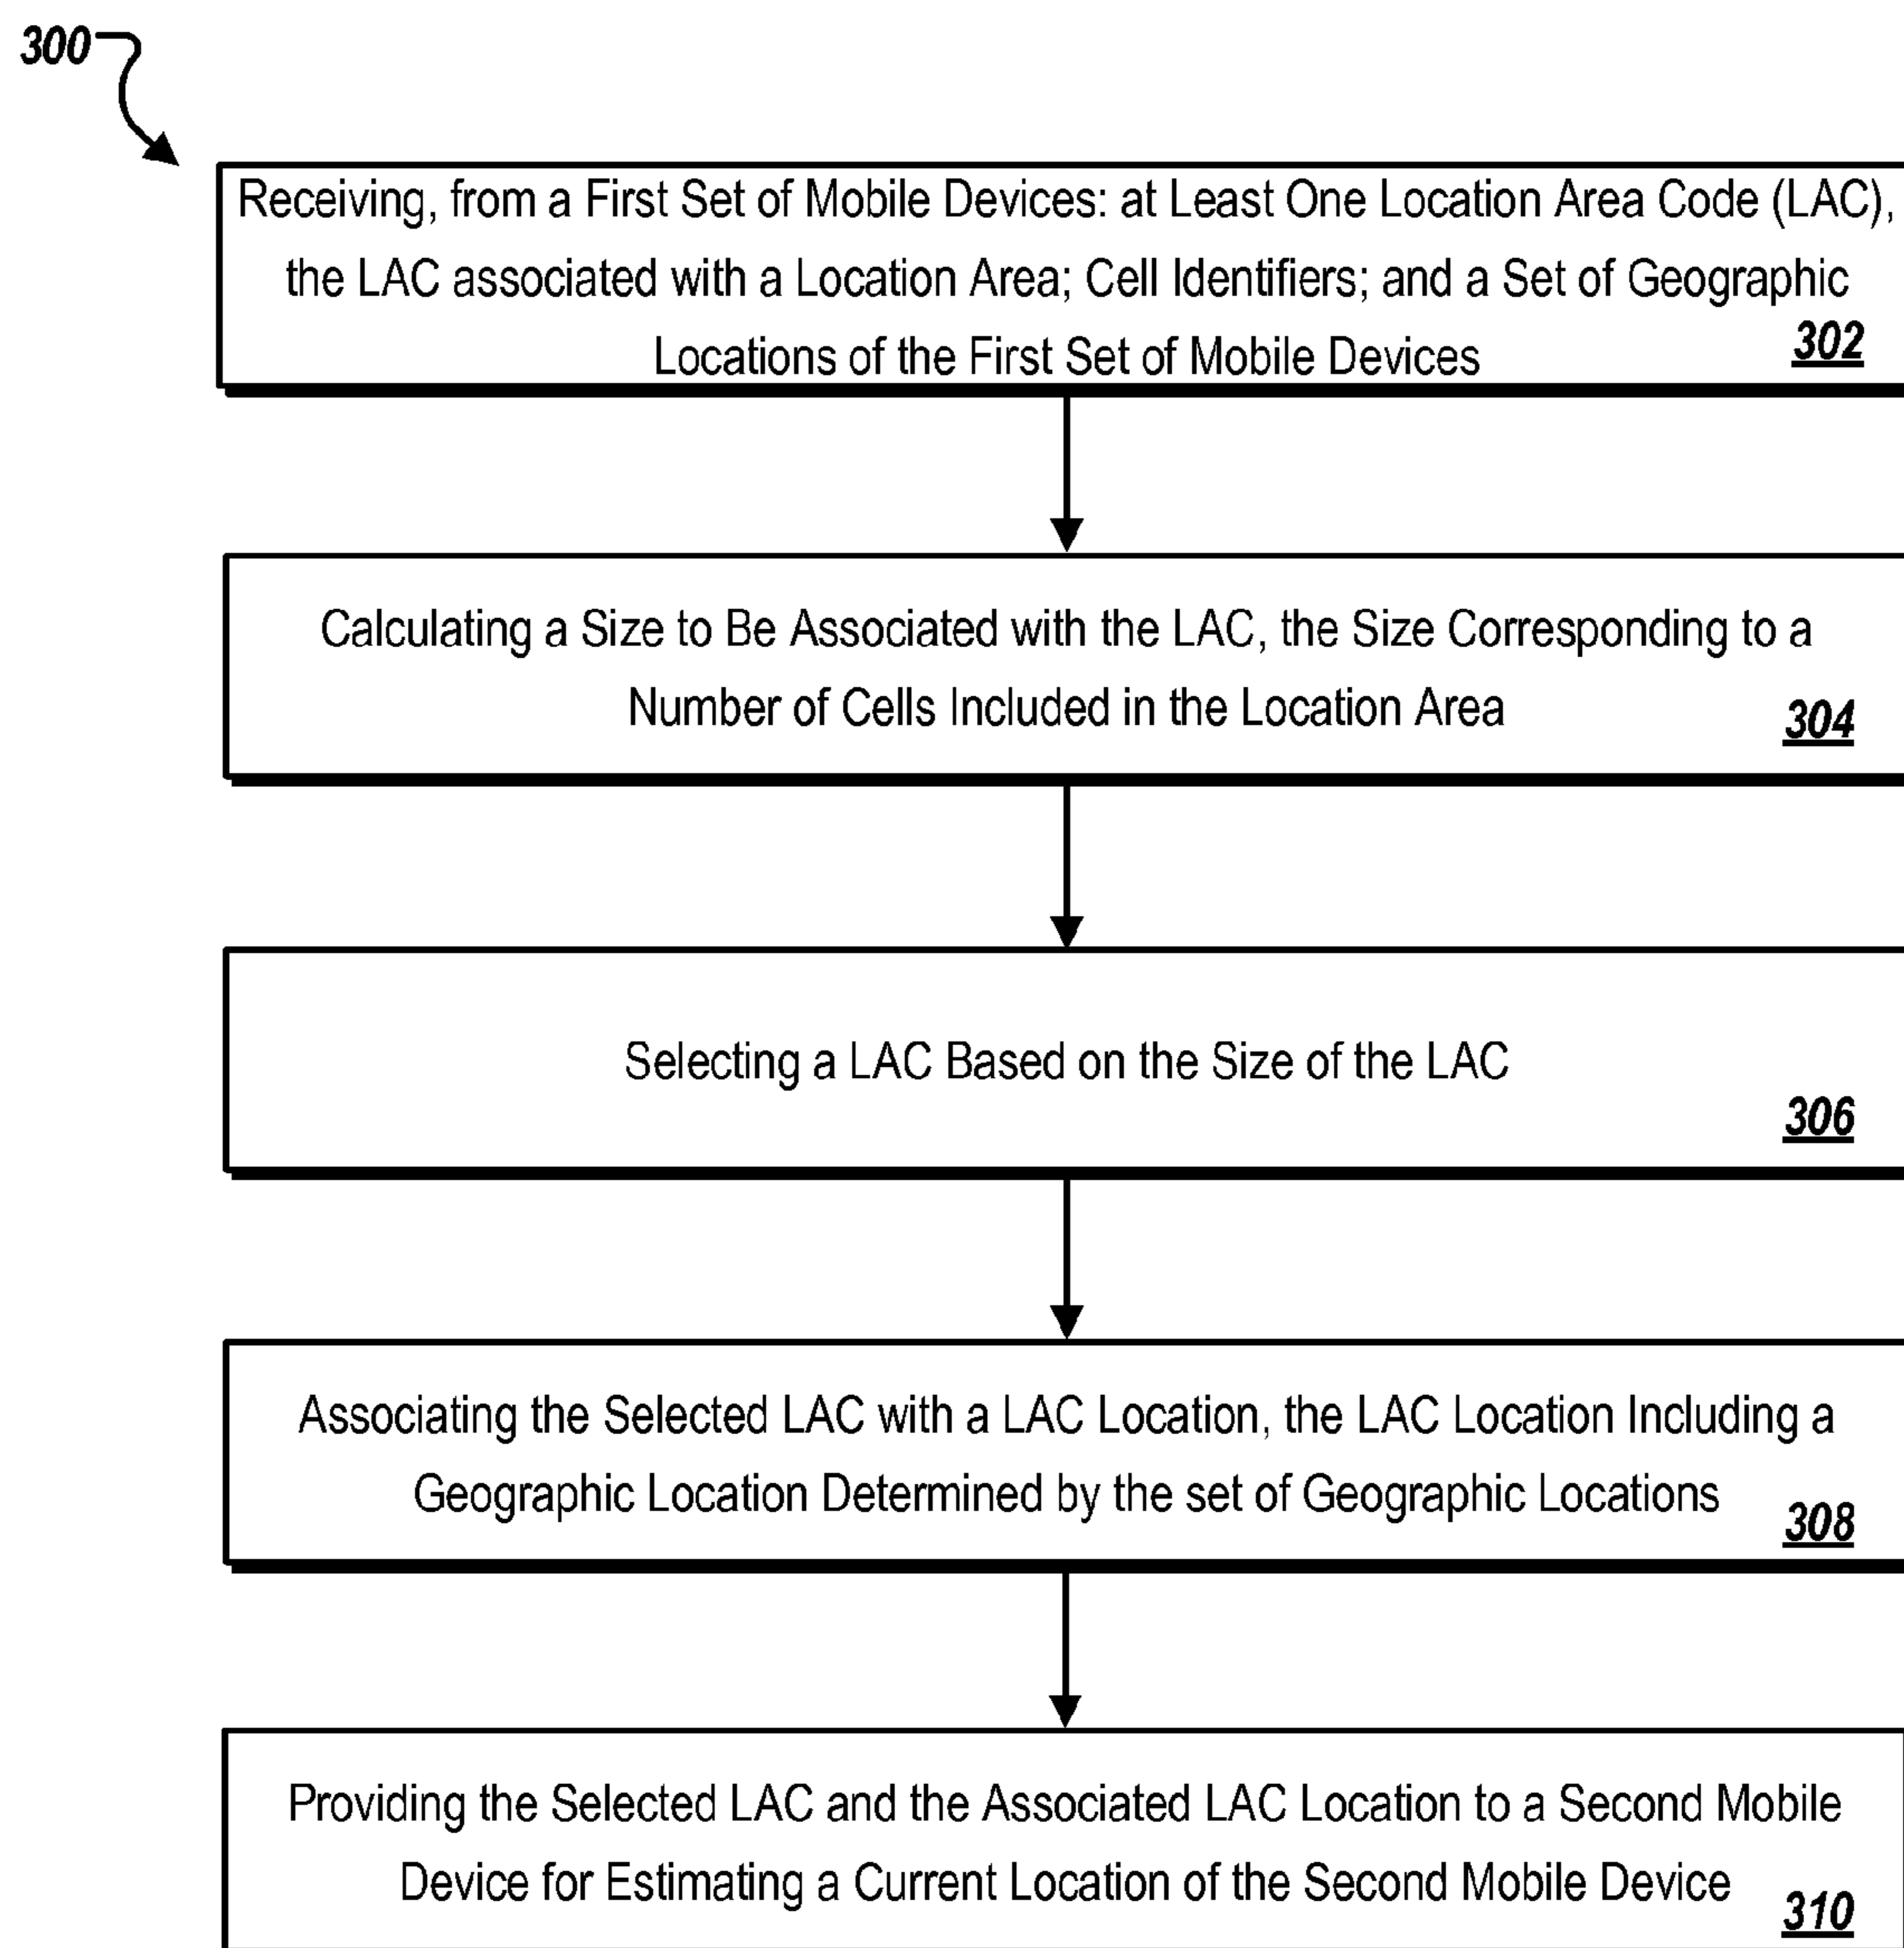 300
Receiving, from a First Set of Mobile Devices: at Least One Location Area Code (LAC),
the LAC associated with a Location Area; Cell Identifiers; and a Set of Geographic
Locations of the First Set of Mobile Devices
302
Calculating a Size to Be Associated with the LAC, the Size Corresponding to a
Number of Cells Included in the Location Area
304
Selecting a LAC Based on the Size of the LAC
306
Associating the Selected LAC with a LAC Location, the LAC Location Including a
Geographic Location Determined by the set of Geographic Locations
308
Providing the Selected LAC and the Associated LAC Location to a Second Mobile
Device for Estimating a Current Location of the Second Mobile Device
310